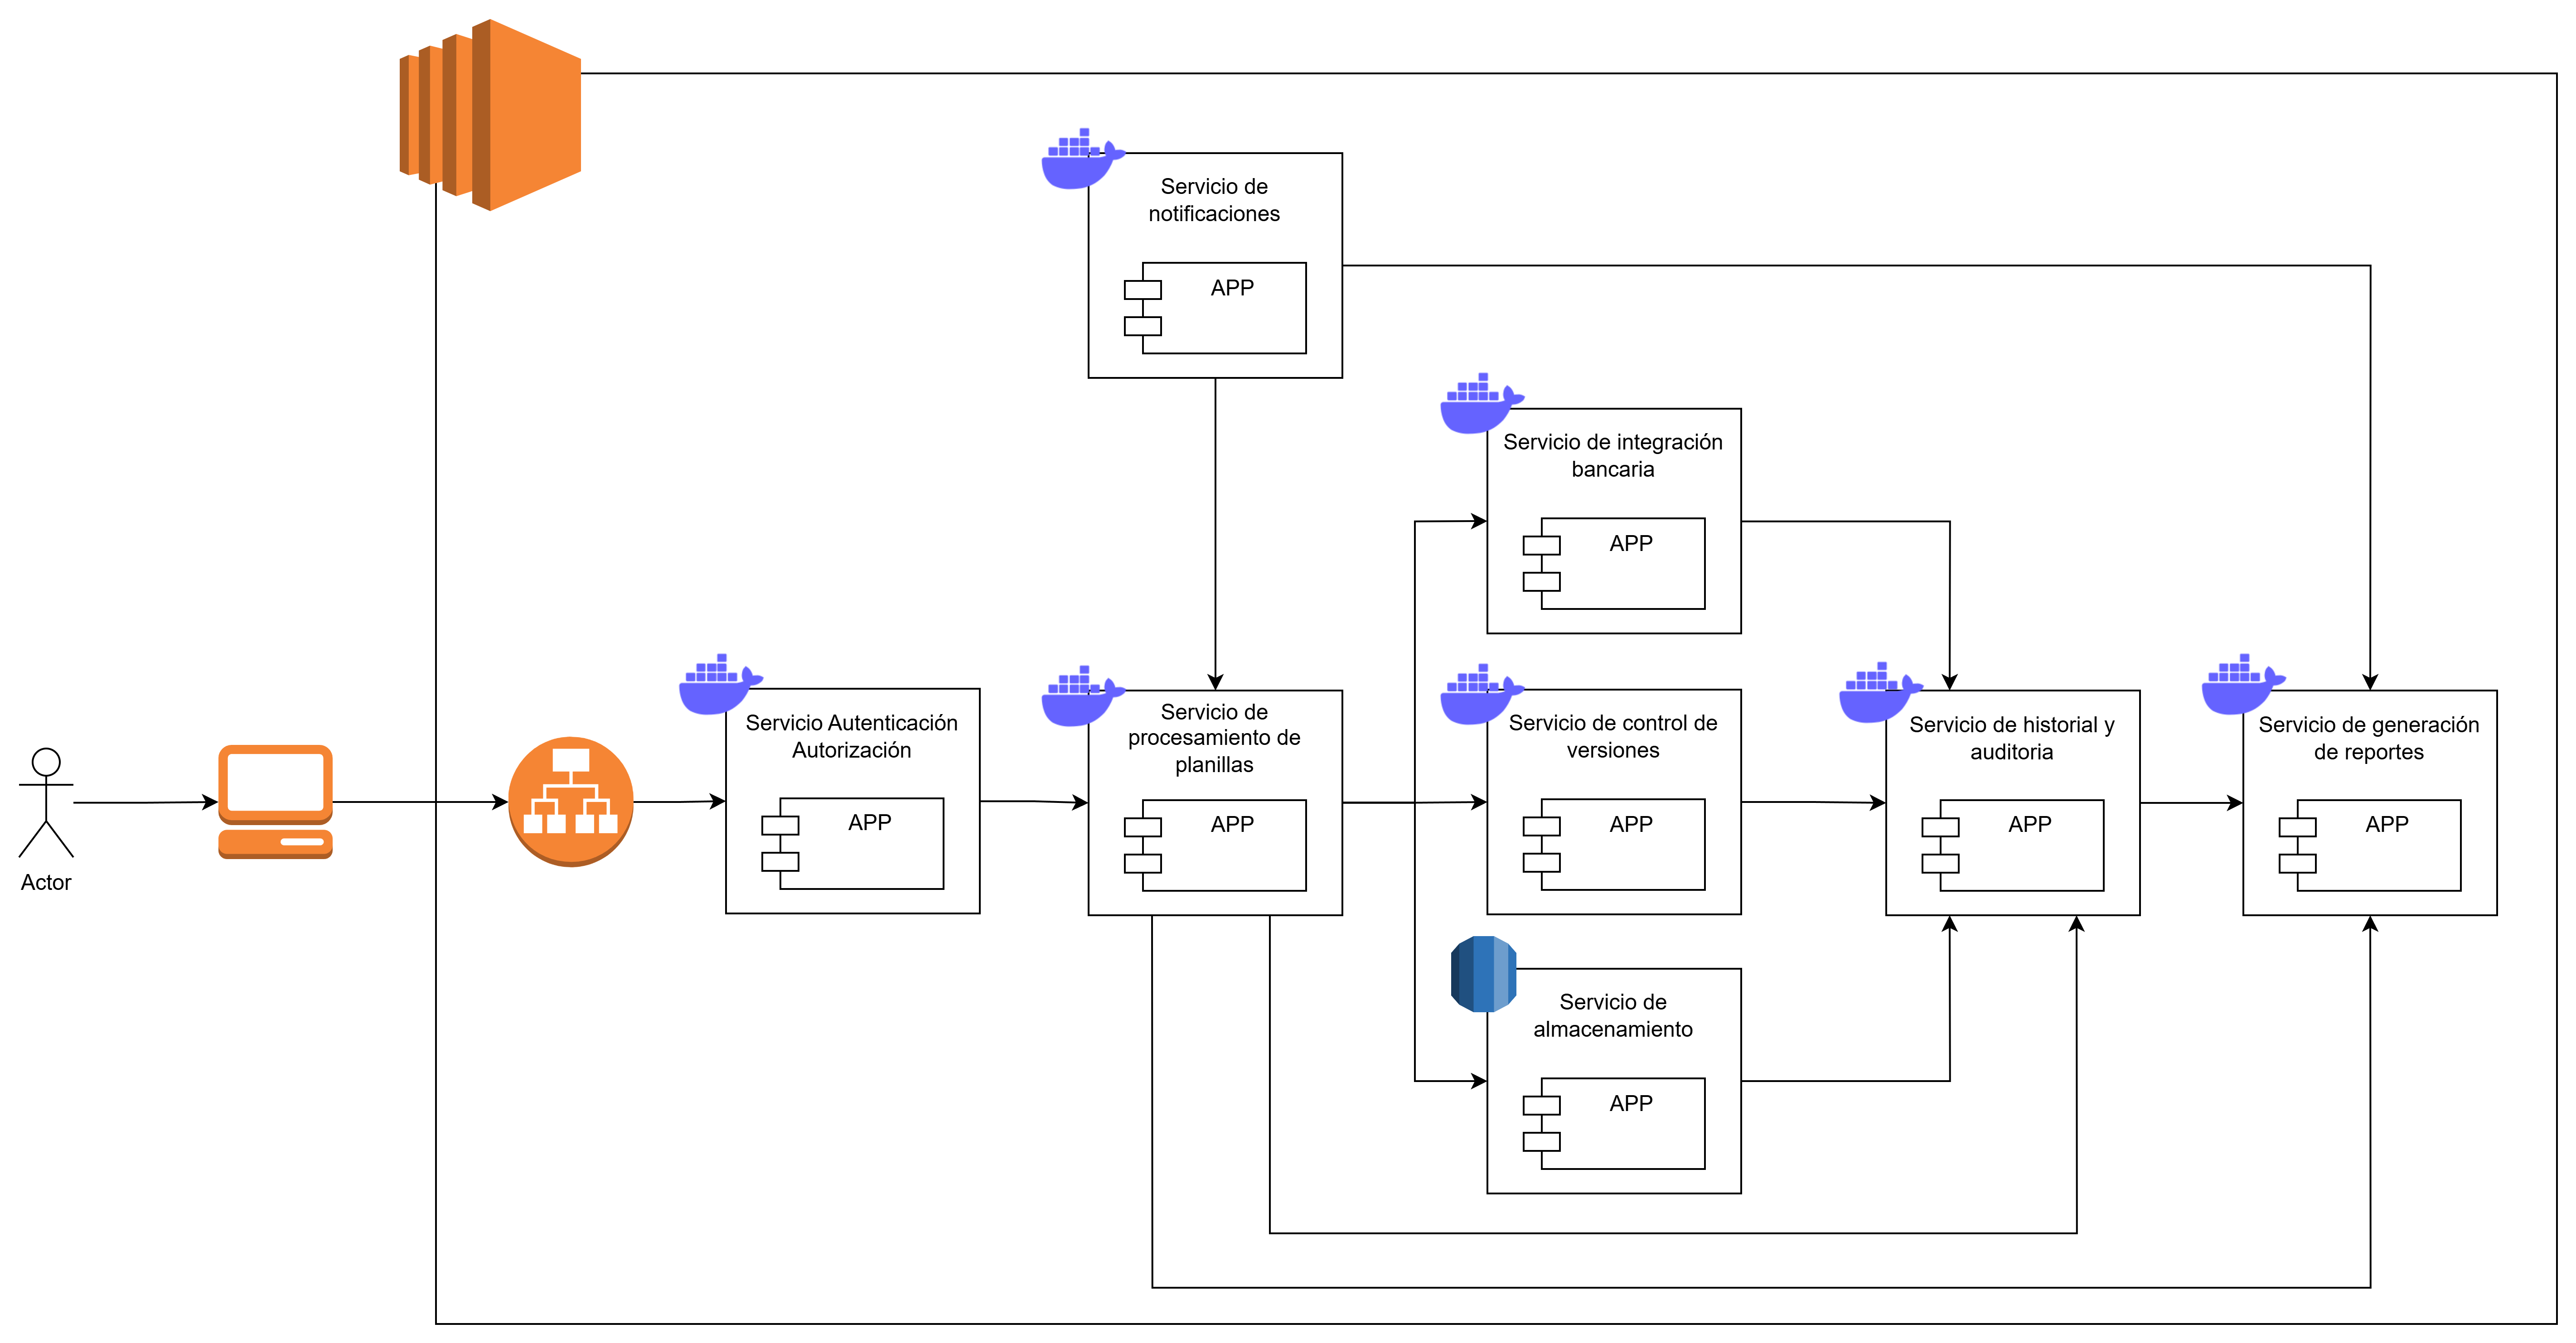 Servicio de
notificaciones
APP
Servicio de integración
bancaria
APP
Actor
Servicio Autenticación
Autorización
APP
Servicio de
procesamiento de
planillas
APP
Servicio de control de
versiones
APP
Servicio de historial y
auditoria
APP
Servicio de generación
de reportes
APP
Servicio de
almacenamiento
APP